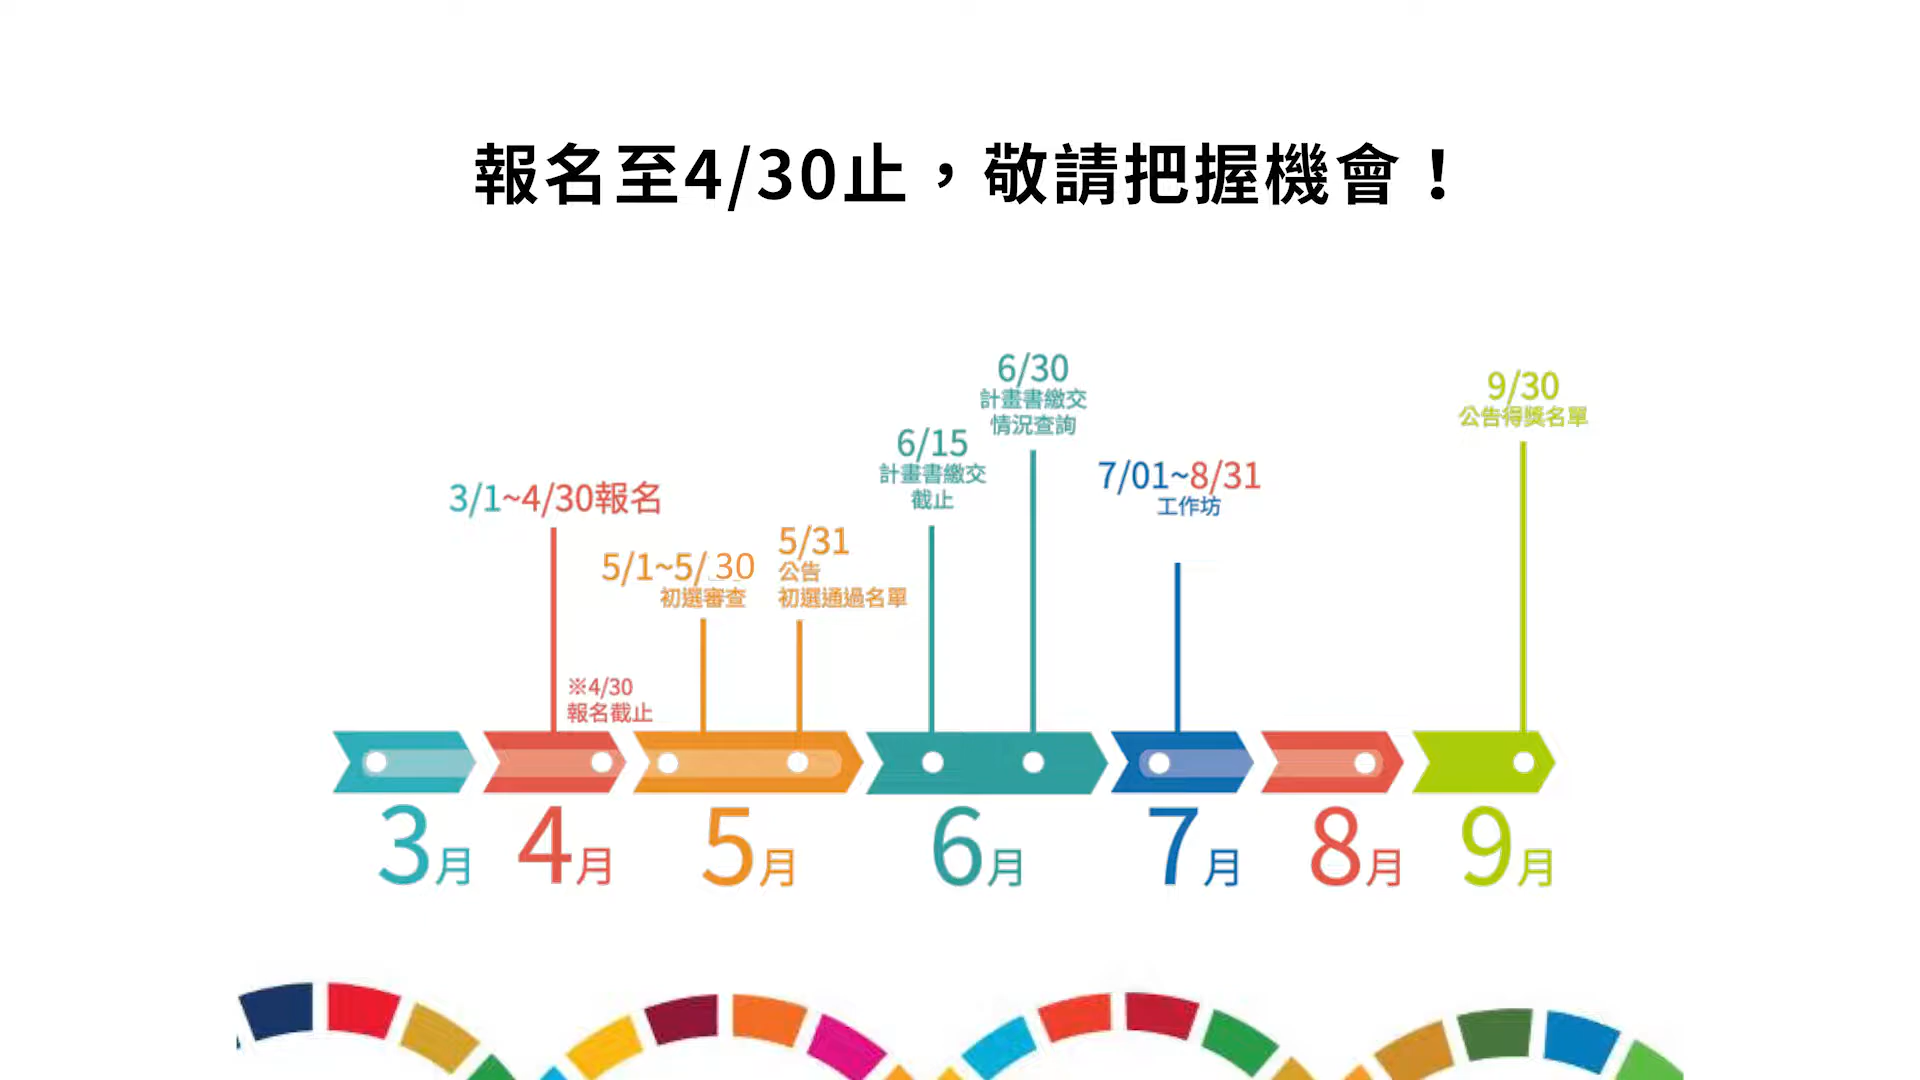 報名至4/30止，敬請把握機會！
6/30
計畫書繳交
情況查詢
9/30
公告得獎名單
6/15
計畫書繳交
截止
7/01~8/31
工作坊
3/1~4/30報名
5/1~5/30
初選審查
5/31
公告
初選通過名單
※4/30
報名截止
3月
4月
5月
6月
7月
8月
9月